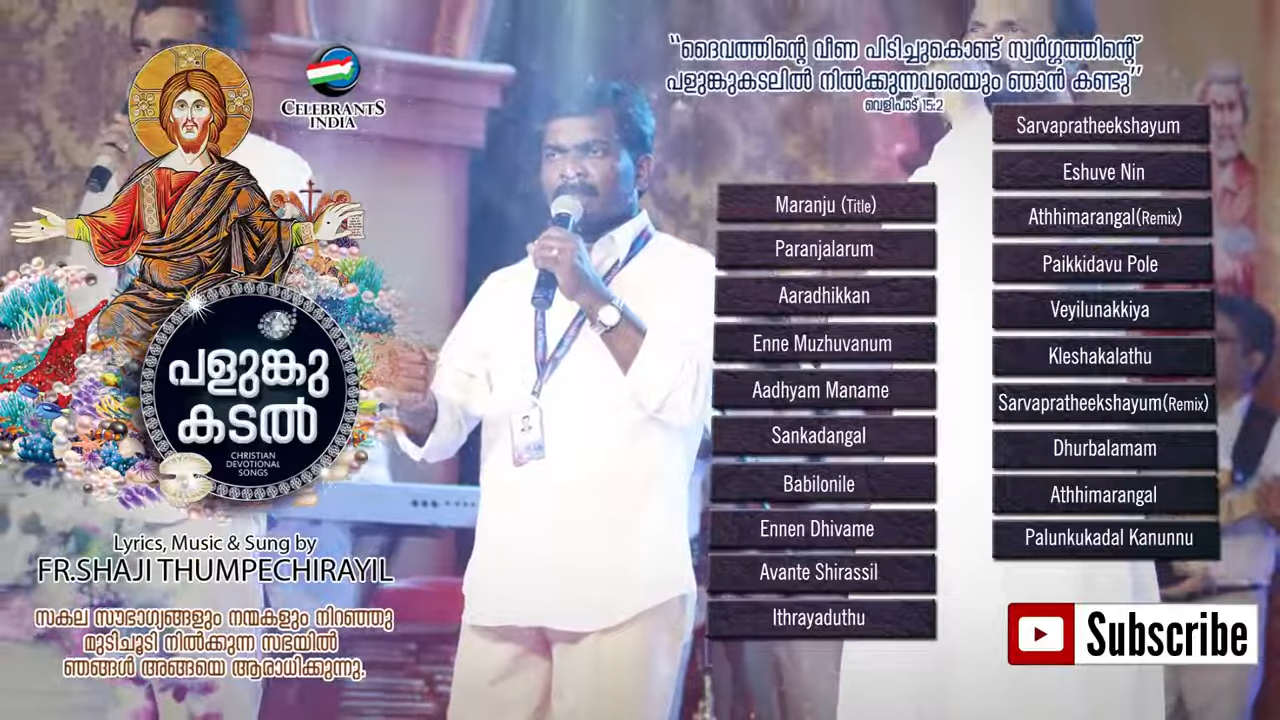 CELEBRANTS
INDIA
പളുങ്കു
കടൽ
CHRISTIAN
DEVOTIONAL
SONGS
Lyrics, Music & Sung by
FR.SHAJI THUMPECHIRAYIL
സകല സൗഭാഗ്യങ്ങളും നന്മകളും നിറഞ്ഞു
മുടിചൂടി നിൽക്കുന്ന സഭയിൽ
ഞങ്ങൾ അങ്ങയെ ആരാധിക്കുന്നു.
“ദൈവത്തിന്റെ വീണ പിടിച്ചുകൊണ്ട് സ്വർഗ്ഗത്തിന്റെ
പളുങ്കുകടലിൽ നിൽക്കുന്നവരെയും ഞാൻ കണ്ടു”
വെളിപാട് 15:2
Maranju (Title)
Paranjalarum
Aaradhikkan
Enne Muzhuvanum
Aadhyam Maname
Sankadangal
Babilonile
Ennen Dhivame
Avante Shirassil
Ithrayaduthu
Sarvapratheekshayum
Eshuve Nin
Athhimarangal(Remix)
Paikkidavu Pole
Veyilunakkiya
Kleshakalathu
Sarvapratheekshayum(Remix)
Dhurbalamam
Athhimarangal
Palunkukadal Kanunnu
Subscribe